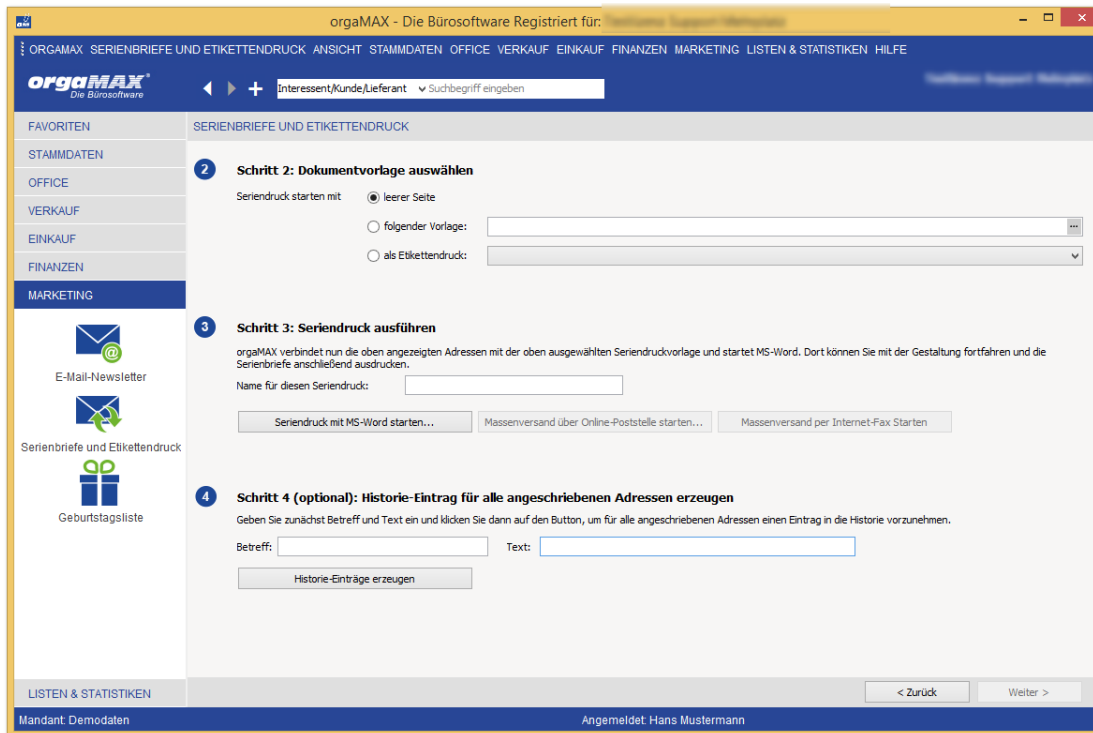 orgaMAX - Die Bürosoftware Registriert für:
ORGAMAX SERIENBRIEFE UND ETIKETTENDRUCK ANSICHT STAMMDATEN OFFICE VERKAUF EINKAUF FINANZEN MARKETING LISTEN & STATISTIKEN HILFE
orgaMAX®
Die Bürosoftware
Interessent/Kunde/Lieferant Suchbegriff eingeben
FAVORITEN
STAMMDATEN
OFFICE
VERKAUF
EINKAUF
FINANZEN
MARKETING
E-Mail-Newsletter
Serienbriefe und Etikettendruck
Geburtstagsliste
LISTEN & STATISTIKEN
SERIENBRIEFE UND ETIKETTENDRUCK
2 Schritt 2: Dokumentvorlage auswählen
Seriendruck starten mit leerer Seite
folgender Vorlage: ...
als Etikettendruck:
3 Schritt 3: Seriendruck ausführen
orgaMAX verbindet nun die oben angezeigten Adressen mit der oben ausgewählten Seriendruckvorlage und startet MS-Word. Dort können Sie mit der Gestaltung fortfahren und die
Serienbriefe anschließend ausdrucken.
Name für diesen Seriendruck:
Seriendruck mit MS-Word starten... Massenversand über Online-Poststelle starten... Massenversand per Internet-Fax Starten
4 Schritt 4 (optional): Historie-Eintrag für alle angeschriebenen Adressen erzeugen
Geben Sie zunächst Betreff und Text ein und klicken Sie dann auf den Button, um für alle angeschriebenen Adressen einen Eintrag in die Historie vorzunehmen.
Betreff: Text:
Historie-Einträge erzeugen
< Zurück Weiter >
Mandant: Demodaten Angemeldet: Hans Mustermann